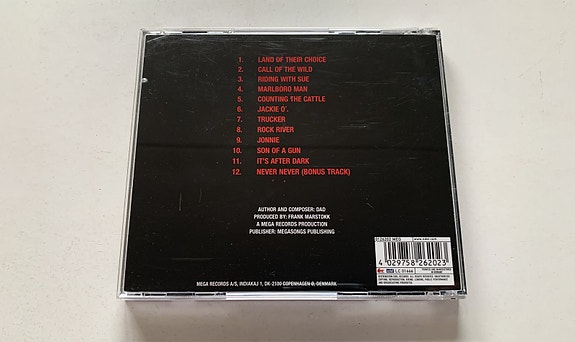 1. LAND OF THEIR CHOICE
2. CALL OF THE WILD
3. RIDING WITH SUE
4. MARLBORO MAN
5. COUNTING THE CATTLE
6. JACKIE O'.
7. TRUCKER
8. ROCK RIVER
9. JONNIE
10. SON OF A GUN
11. IT'S AFTER DARK
12. NEVER NEVER (BONUS TRACK)
AUTHOR AND COMPOSER: DAD
PRODUCED BY: FRANK MARSTOKK
A MEGA RECORDS PRODUCTION
PUBLISHER: MEGASONGS PUBLISHING
4 029758 262023
LC 01666
MEGA RECORDS A/S, INDIAKAJ 1, DK-2100 COPENHAGEN Ø, DENMARK